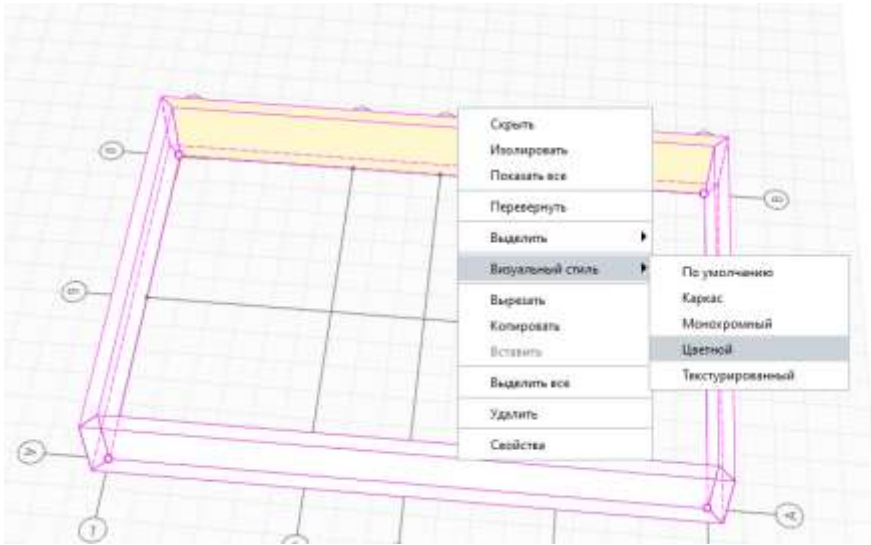 Скрыть
Изолировать
Показать все
Перевернуть
Выделить
Визуальный стиль
По умолчанию
Каркас
Вырезать
Копировать
Монохромный
Вставить
Цветной
Выделить все
Текстурированный
Удалить
Свойства
В
В
Б
А
А
1